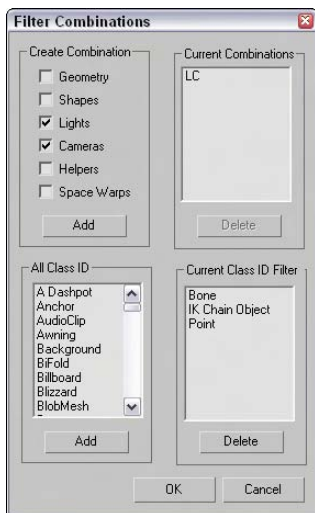 Filter Combinations
Create Combination
Geometry
Shapes
Lights
Cameras
Helpers
Space Warps
Add
Current Combinations
LC
Delete
All Class ID
A Dashpot
Anchor
AudioClip
Awning
Background
BiFold
Billboard
Blizzard
BlobMesh
Add
Current Class ID Filter
Bone
IK Chain Object
Point
Delete
OK
Cancel